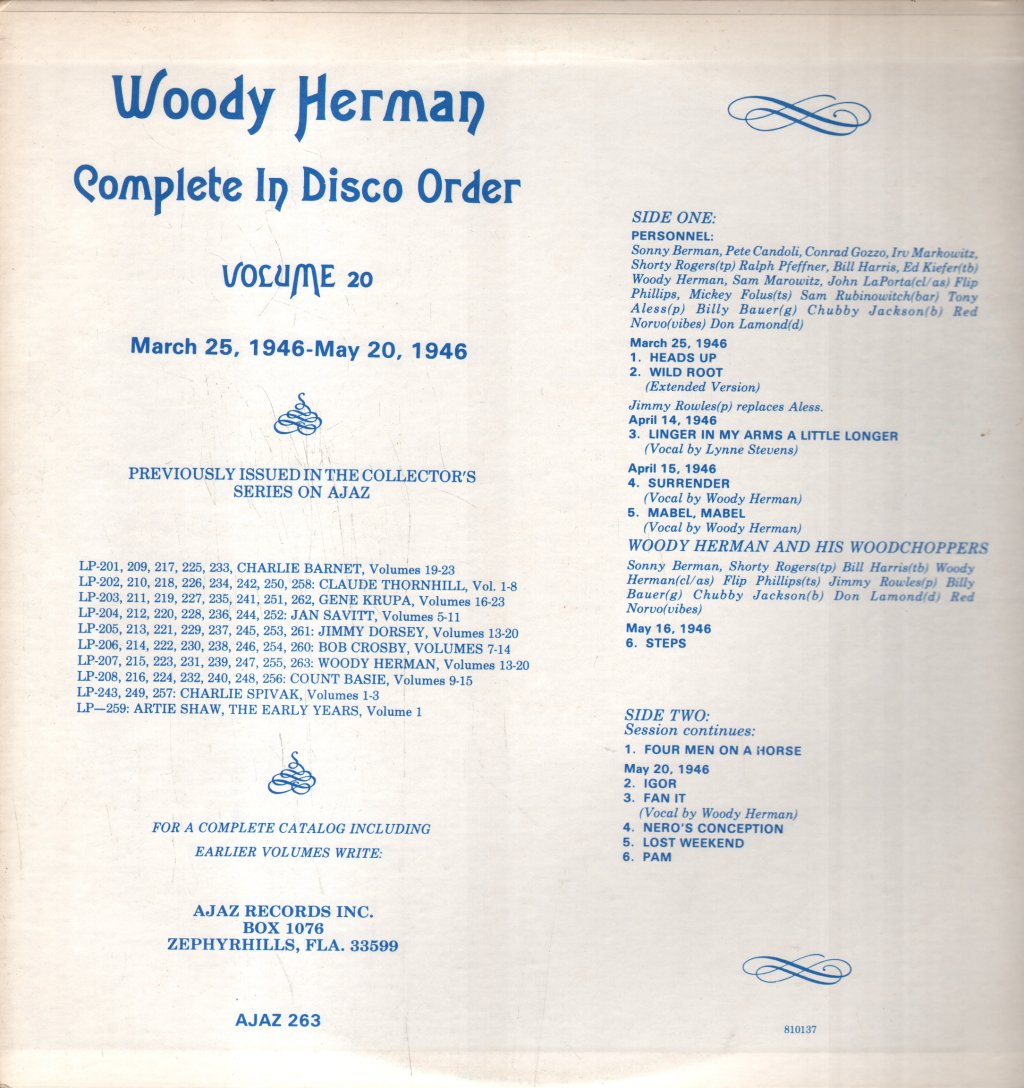 Woody Herman
Complete In Disco Order
VOLUME 20
March 25, 1946-May 20, 1946
PREVIOUSLY ISSUED IN THE COLLECTOR'S
SERIES ON AJAZ
LP-201, 209, 217, 225, 233, CHARLIE BARNET, Volumes 19-23
LP-202, 210, 218, 226, 234, 242, 250, 258: CLAUDE THORNHILL, Vol. 1-8
LP-203, 211, 219, 227, 235, 241, 251, 262, GENE KRUPA, Volumes 16-23
LP-204, 212, 220, 228, 236, 244, 252: JAN SAVITT, Volumes 5-11
LP-205, 213, 221, 229, 237, 245, 253, 261: JIMMY DORSEY, Volumes 13-20
LP-206, 214, 222, 230, 238, 246, 254, 260: BOB CROSBY, VOLUMES 7-14
LP-207, 215, 223, 231, 239, 247, 255, 263: WOODY HERMAN, Volumes 13-20
LP-208, 216, 224, 232, 240, 248, 256: COUNT BASIE, Volumes 9-15
LP-243, 249, 257: CHARLIE SPIVAK, Volumes 1-3
LP—259: ARTIE SHAW, THE EARLY YEARS, Volume 1
FOR A COMPLETE CATALOG INCLUDING
EARLIER VOLUMES WRITE:
AJAZ RECORDS INC.
BOX 1076
ZEPHYRHILLS, FLA. 33599
AJAZ 263
SIDE ONE:
PERSONNEL:
Sonny Berman, Pete Candoli, Conrad Gozzo, Irv Markowitz,
Shorty Rogers(tp) Ralph Pfeffner, Bill Harris, Ed Kiefer(tb)
Woody Herman, Sam Marowitz, John LaPorta(cl/as) Flip
Phillips, Mickey Folus(ts) Sam Rubinowitch(bar) Tony
Aless(p) Billy Bauer(g) Chubby Jackson(b) Red
Norvo(vibes) Don Lamond(d)
March 25, 1946
1. HEADS UP
2. WILD ROOT
(Extended Version)
Jimmy Rowles(p) replaces Aless.
April 14, 1946
3. LINGER IN MY ARMS A LITTLE LONGER
(Vocal by Lynne Stevens)
April 15, 1946
4. SURRENDER
(Vocal by Woody Herman)
5. MABEL, MABEL
(Vocal by Woody Herman)
WOODY HERMAN AND HIS WOODCHOPPERS
Sonny Berman, Shorty Rogers(tp) Bill Harris(tb) Woody
Herman(cl/as) Flip Phillips(ts) Jimmy Rowles(p) Billy
Bauer(g) Chubby Jackson(b) Don Lamond(d) Red
Norvo(vibes)
May 16, 1946
6. STEPS
SIDE TWO:
Session continues:
1. FOUR MEN ON A HORSE
May 20, 1946
2. IGOR
3. FAN IT
(Vocal by Woody Herman)
4. NERO'S CONCEPTION
5. LOST WEEKEND
6. PAM
810137